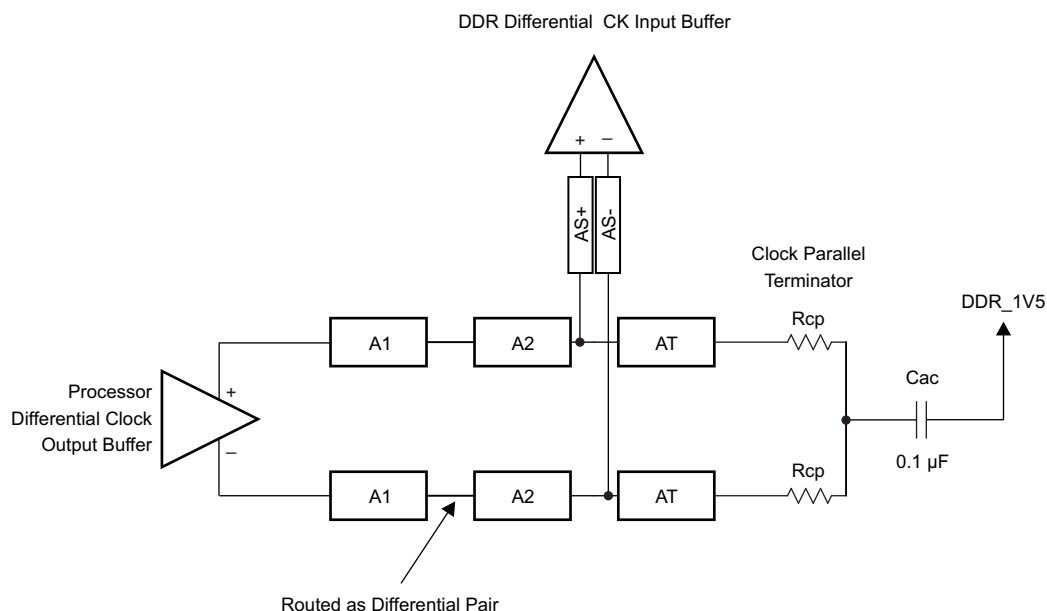 DDR Differential CK Input Buffer
+ –
AS+
AS-
Clock Parallel
Terminator
DDR_1V5
A1
A2
AT
Rcp
Cac
0.1 µF
Processor
Differential Clock
Output Buffer
+
–
Rcp
A1
A2
AT
Routed as Differential Pair